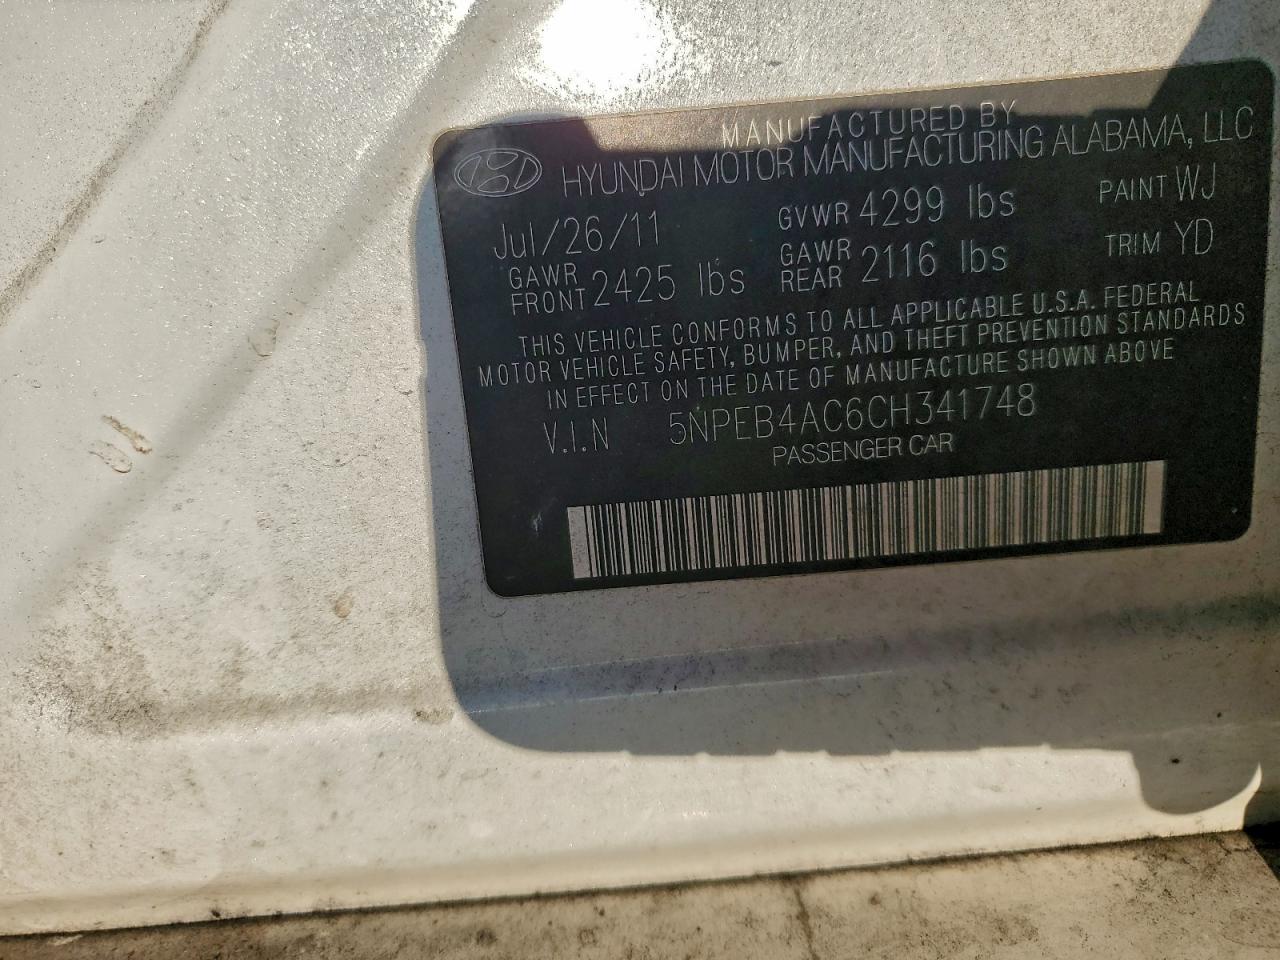 MANUFACTURED BY
HYUNDAI MOTOR MANUFACTURING ALABAMA, LLC
Jul/26/11 GVWR 4299 lbs PAINT WJ
GAWR FRONT 2425 lbs GAWR REAR 2116 lbs TRIM YD
THIS VEHICLE CONFORMS TO ALL APPLICABLE U.S.A. FEDERAL
MOTOR VEHICLE SAFETY, BUMPER, AND THEFT PREVENTION STANDARDS
IN EFFECT ON THE DATE OF MANUFACTURE SHOWN ABOVE
V.I.N 5NPEB4AC6CH341748
PASSENGER CAR